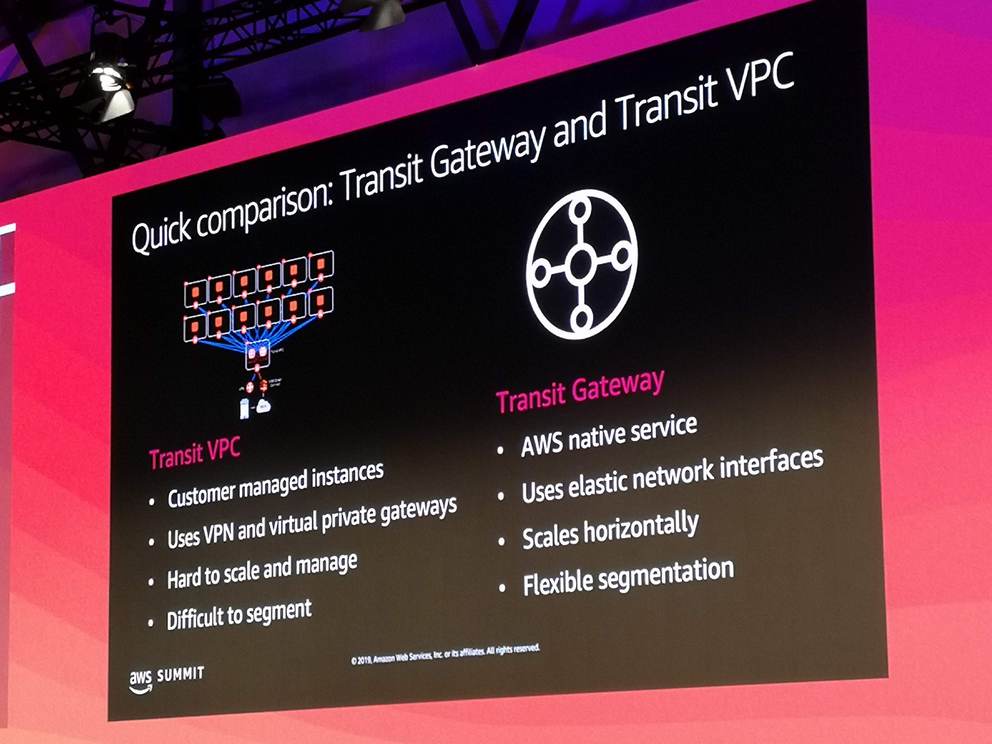 Quick comparison: Transit Gateway and Transit VPC
Transit VPC
• Customer managed instances
• Uses VPN and virtual private gateways
• Hard to scale and manage
• Difficult to segment
Transit Gateway
• AWS native service
• Uses elastic network interfaces
• Scales horizontally
• Flexible segmentation
aws SUMMIT
© 2019, Amazon Web Services, Inc. or its affiliates. All rights reserved.